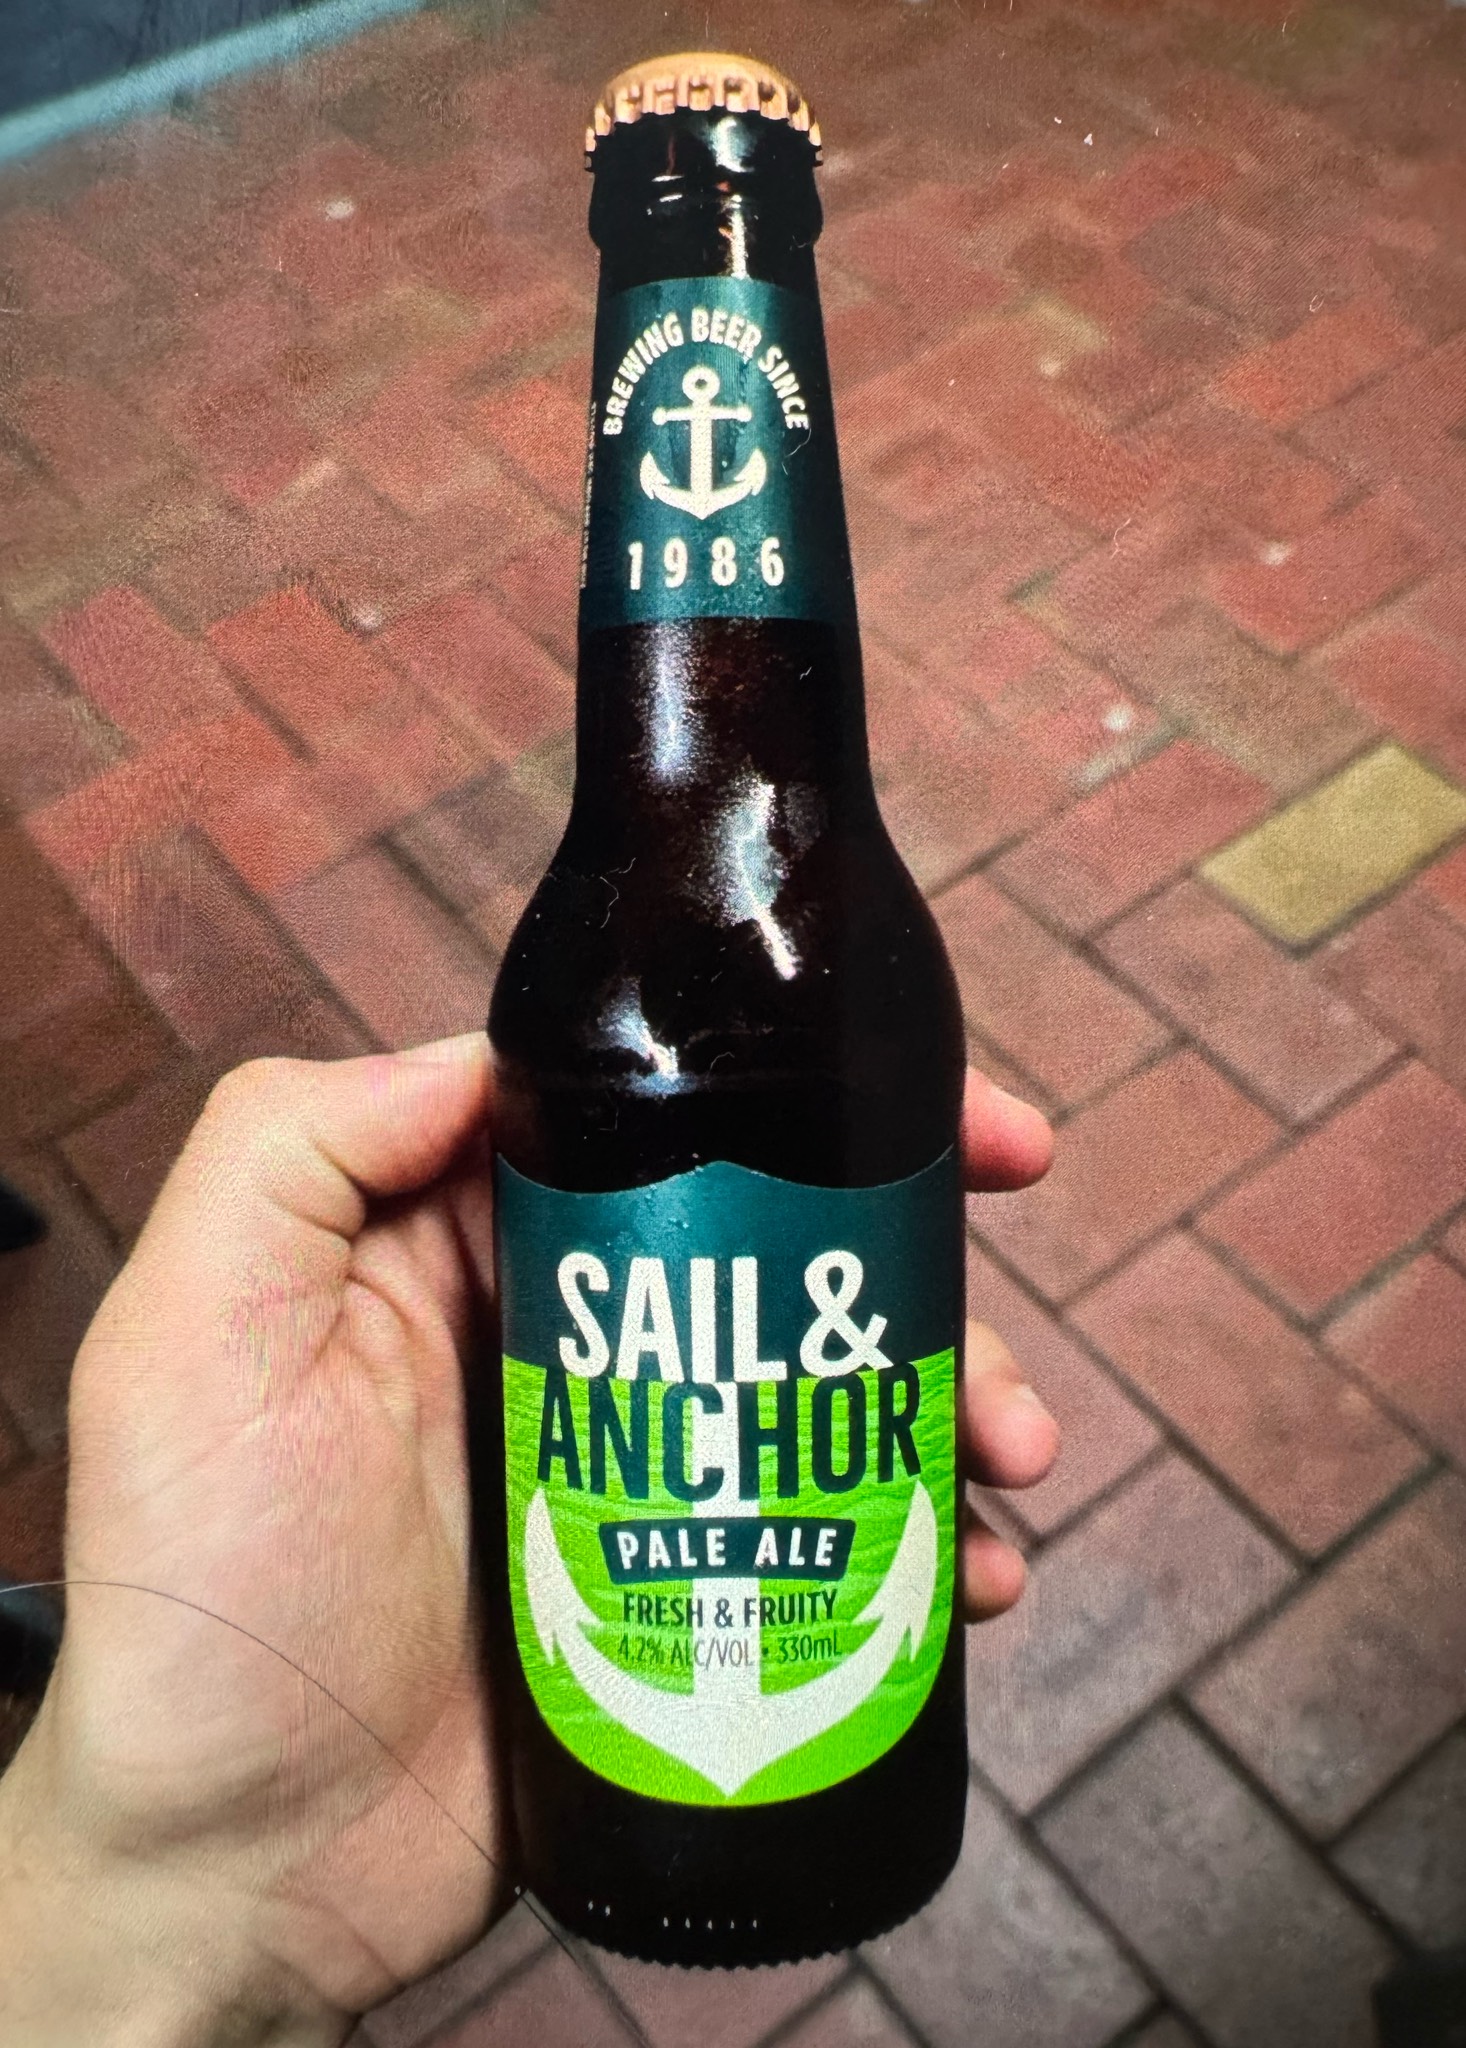 BREWING BEER SINCE
1986
SAIL &
ANCHOR
PALE ALE
FRESH & FRUITY
4.2% ALC/VOL • 330mL